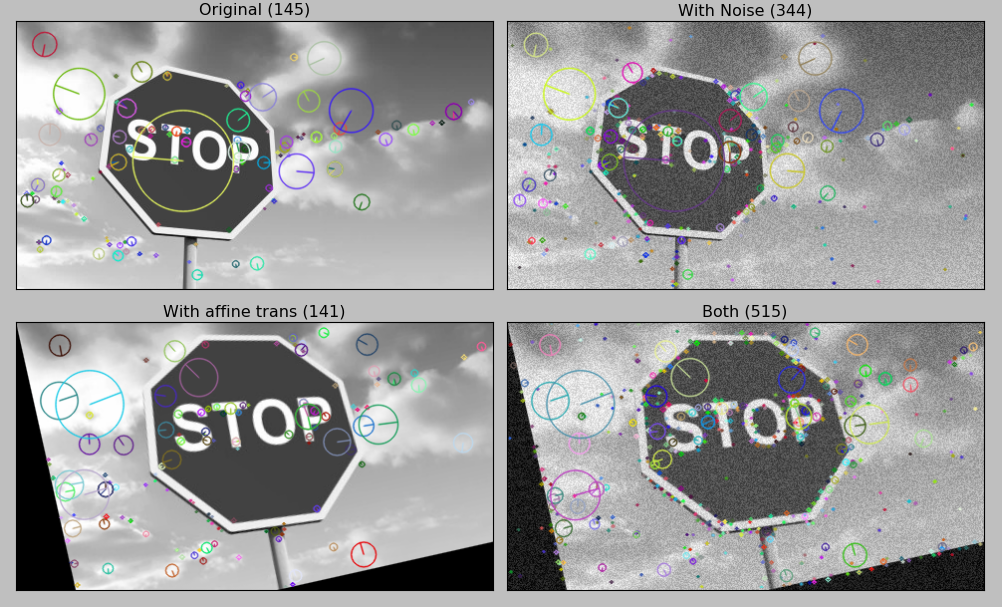 Original (145)
With Noise (344)
STOP
STOP
With affine trans (141)
Both (515)
STOP
STOP